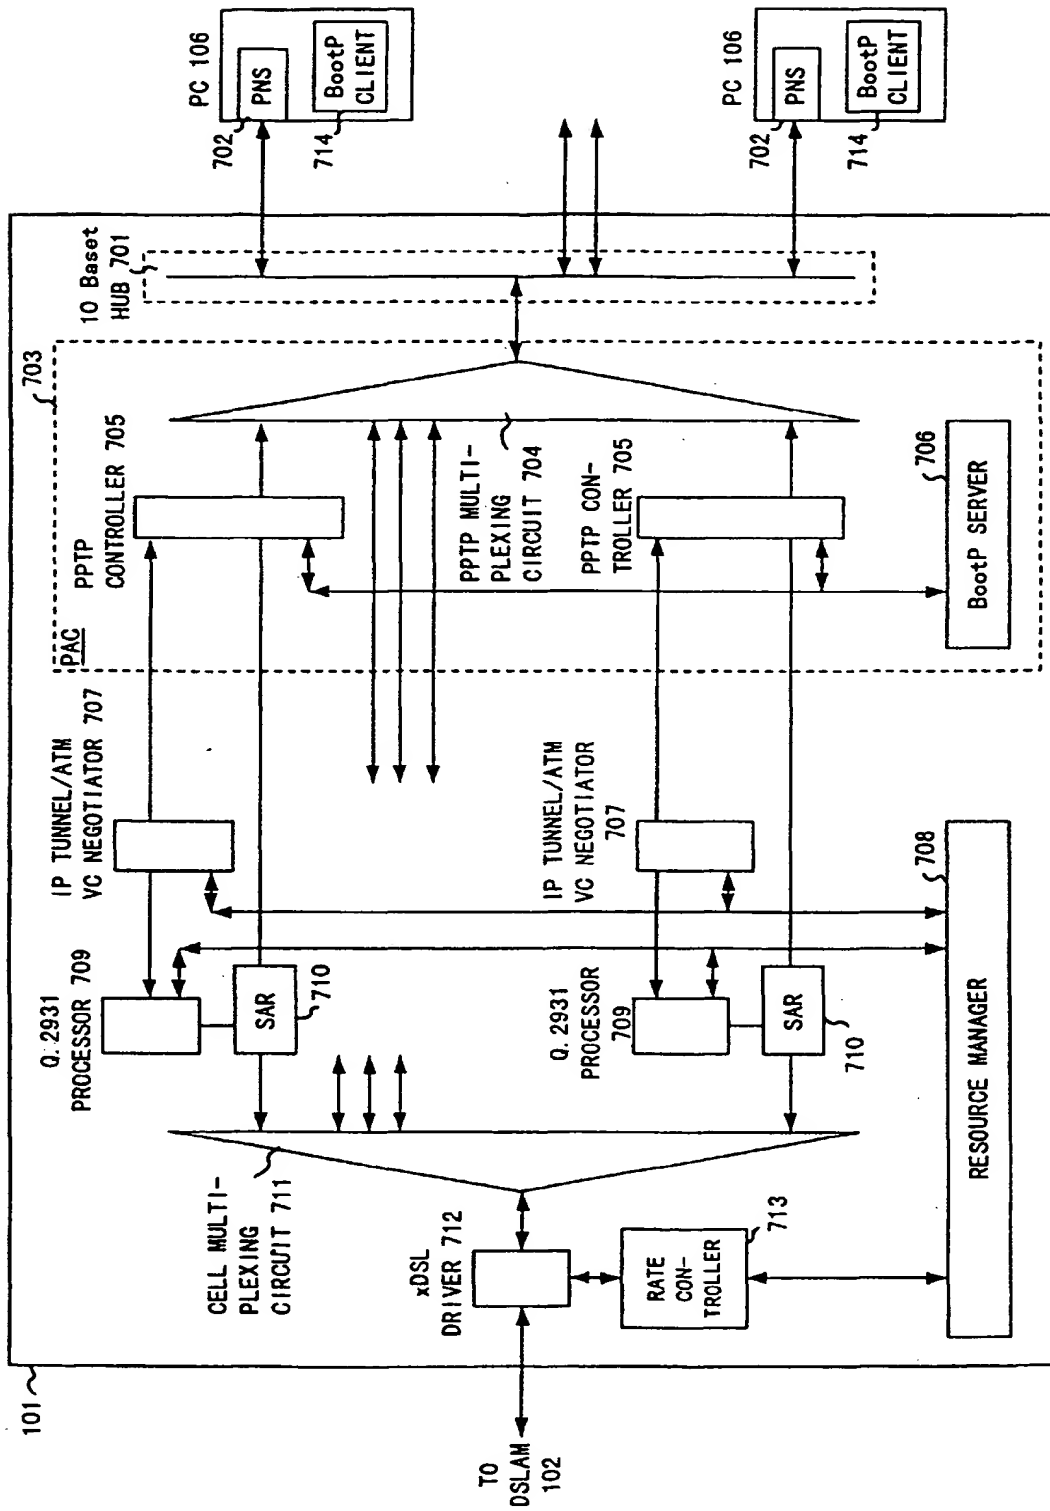 101
TO
DSLAM
102
CELL MULTI-
PLEXING
CIRCUIT 711
xDSL
DRIVER 712
RATE
CON-
TROLLER
713
Q.2931
PROCESSOR 709
SAR
710
Q.2931
PROCESSOR
709
SAR
710
RESOURCE MANAGER
708
IP TUNNEL/ATM
VC NEGOTIATOR 707
IP TUNNEL/ATM
VC NEGOTIATOR
707
703
PAC
PPTP
CONTROLLER 705
PPTP MULTI-
PLEXING
CIRCUIT 704
PPTP CON-
TROLLER 705
706
BootP SERVER
10 Baset
HUB 701
PC 106
PNS
702
BootP
CLIENT
714
PC 106
PNS
702
BootP
CLIENT
714